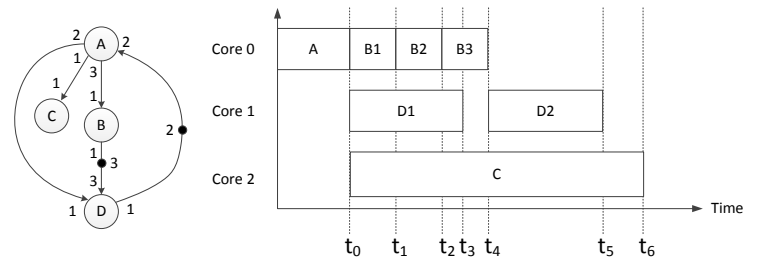 2 A 2
1 3
1 1
C
B
2
1 3
3
D
1 1
Core 0 A B1 B2 B3
Core 1 D1 D2
Core 2 C
Time
t0 t1 t2 t3 t4 t5 t6